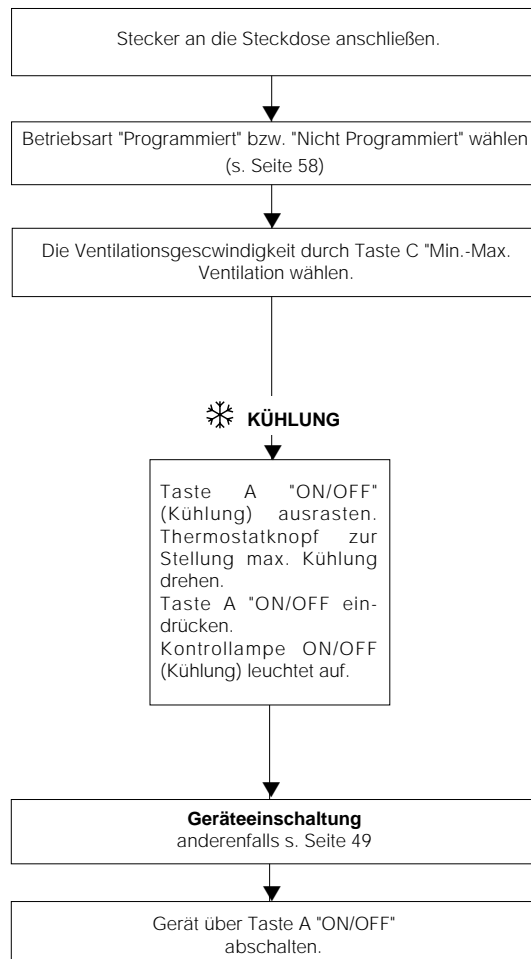 Stecker an die Steckdose anschließen.
Betriebsart "Programmiert" bzw. "Nicht Programmiert" wählen
(s. Seite 58)
Die Ventilationsgescwindigkeit durch Taste C "Min.-Max.
Ventilation wählen.
KÜHLUNG
Taste A "ON/OFF"
(Kühlung) ausrasten.
Thermostatknopf zur
Stellung max. Kühlung
drehen.
Taste A "ON/OFF ein-
drücken.
Kontrollampe ON/OFF
(Kühlung) leuchtet auf.
Geräteeinschaltung
anderenfalls s. Seite 49
Gerät über Taste A "ON/OFF"
abschalten.